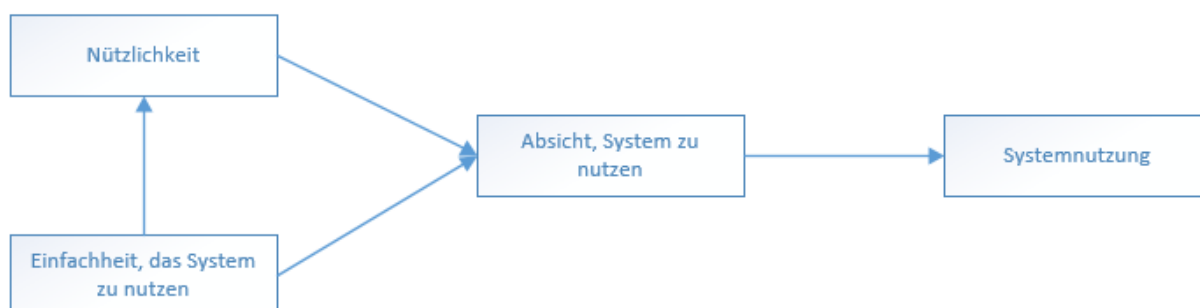 Nützlichkeit
Absicht, System zu
nutzen
Systemnutzung
Einfachheit, das System
zu nutzen